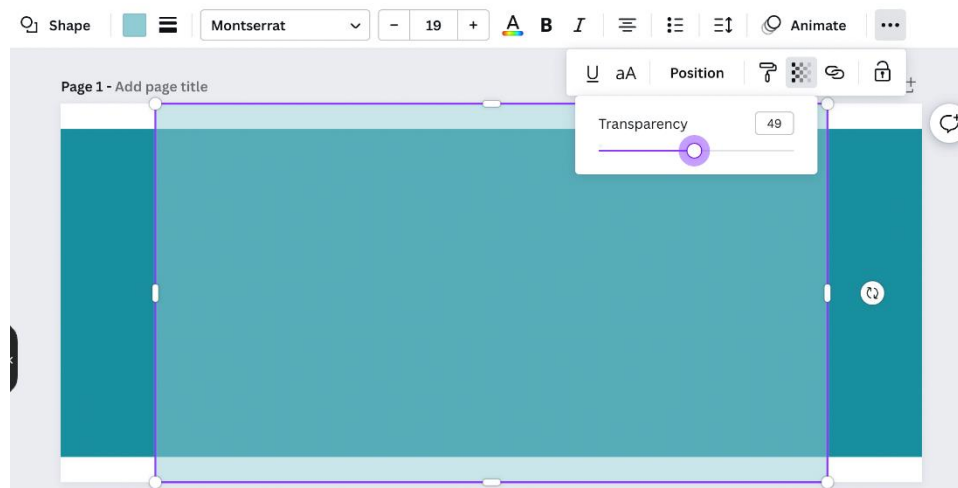 Shape Montserrat - 19 + A B I Animate
U aA Position
Page 1 - Add page title
Transparency 49